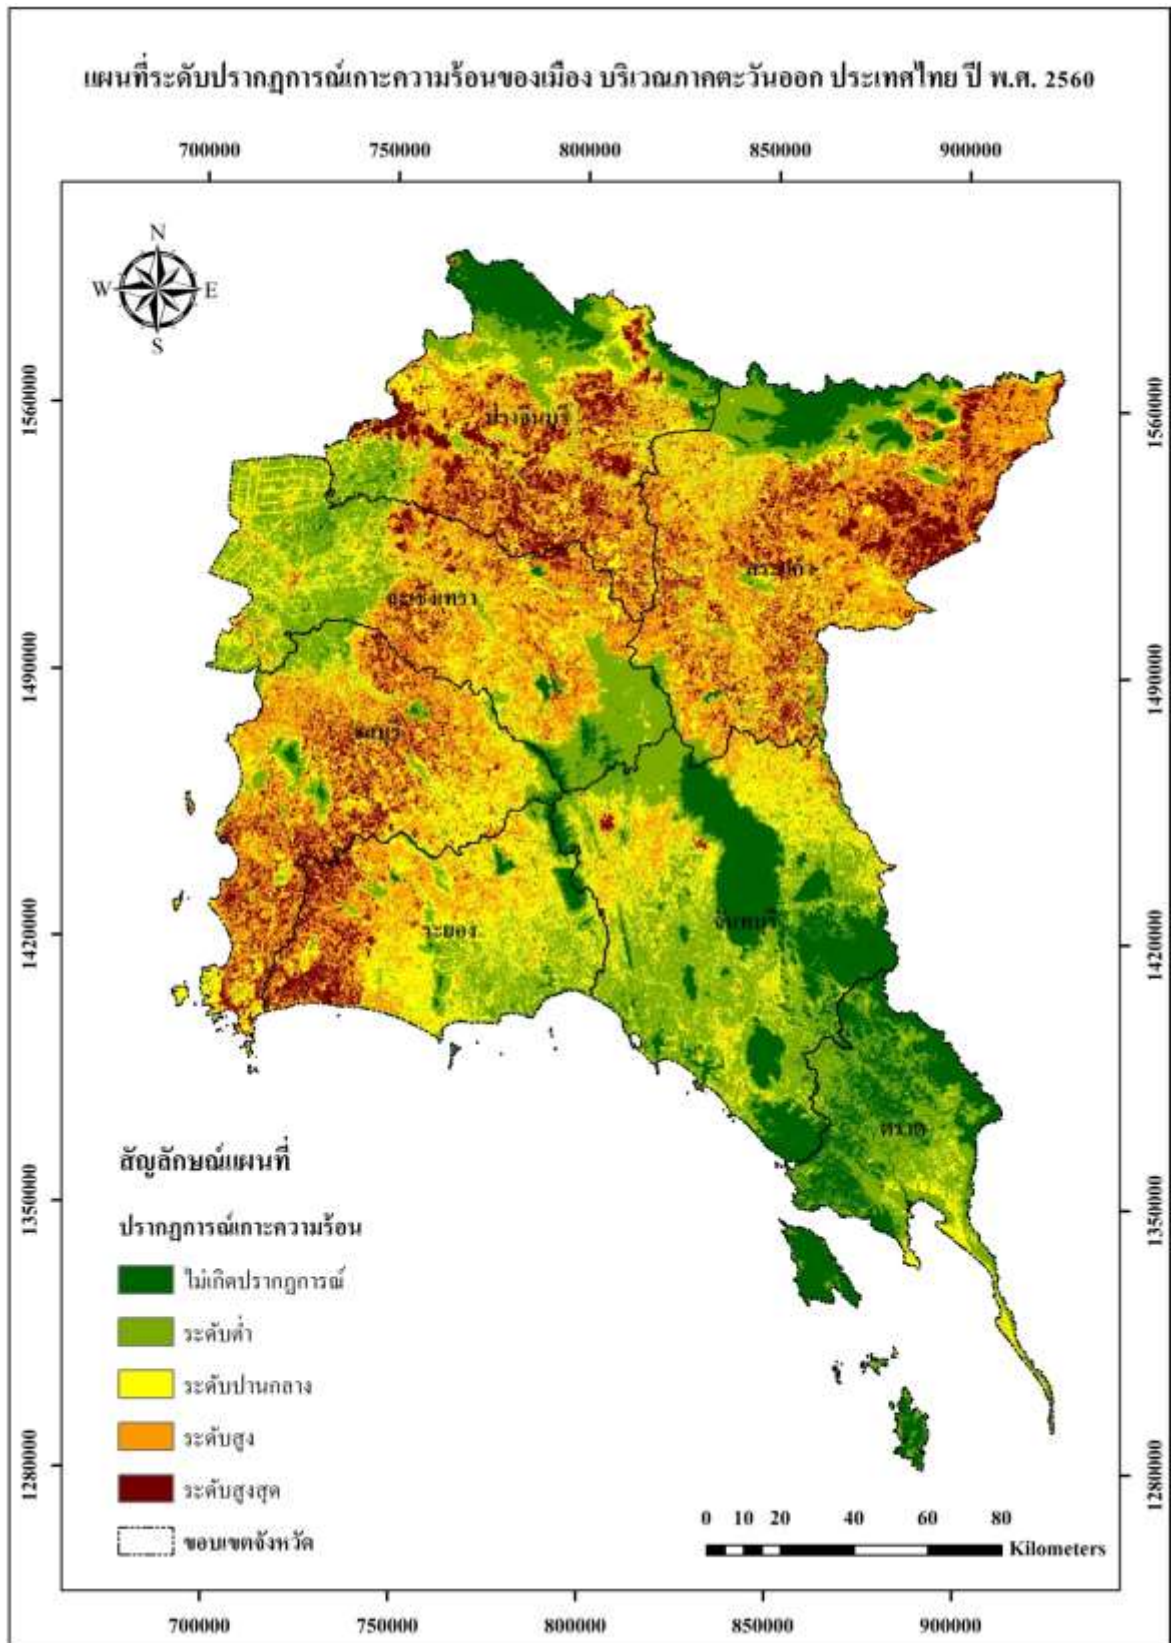 แผนที่ระดับปรากฏการณ์เกาะความร้อนของเมือง บริเวณภาคตะวันออก ประเทศไทย ปี พ.ศ. 2560
700000 750000 800000 850000 900000
N
W E
S
1560000 1560000
ปราจีนบุรี
สระแก้ว
ฉะเชิงเทรา
1490000 1490000
ชลบุรี
จันทบุรี
ระยอง
1420000 1420000
ตราด
สัญลักษณ์แผนที่
1350000 1350000
ปรากฏการณ์เกาะความร้อน
ไม่เกิดปรากฏการณ์
ระดับต่ำ
ระดับปานกลาง
ระดับสูง
1280000 1280000
ระดับสูงสุด
0 10 20 40 60 80
ขอบเขตจังหวัด
Kilometers
700000 750000 800000 850000 900000